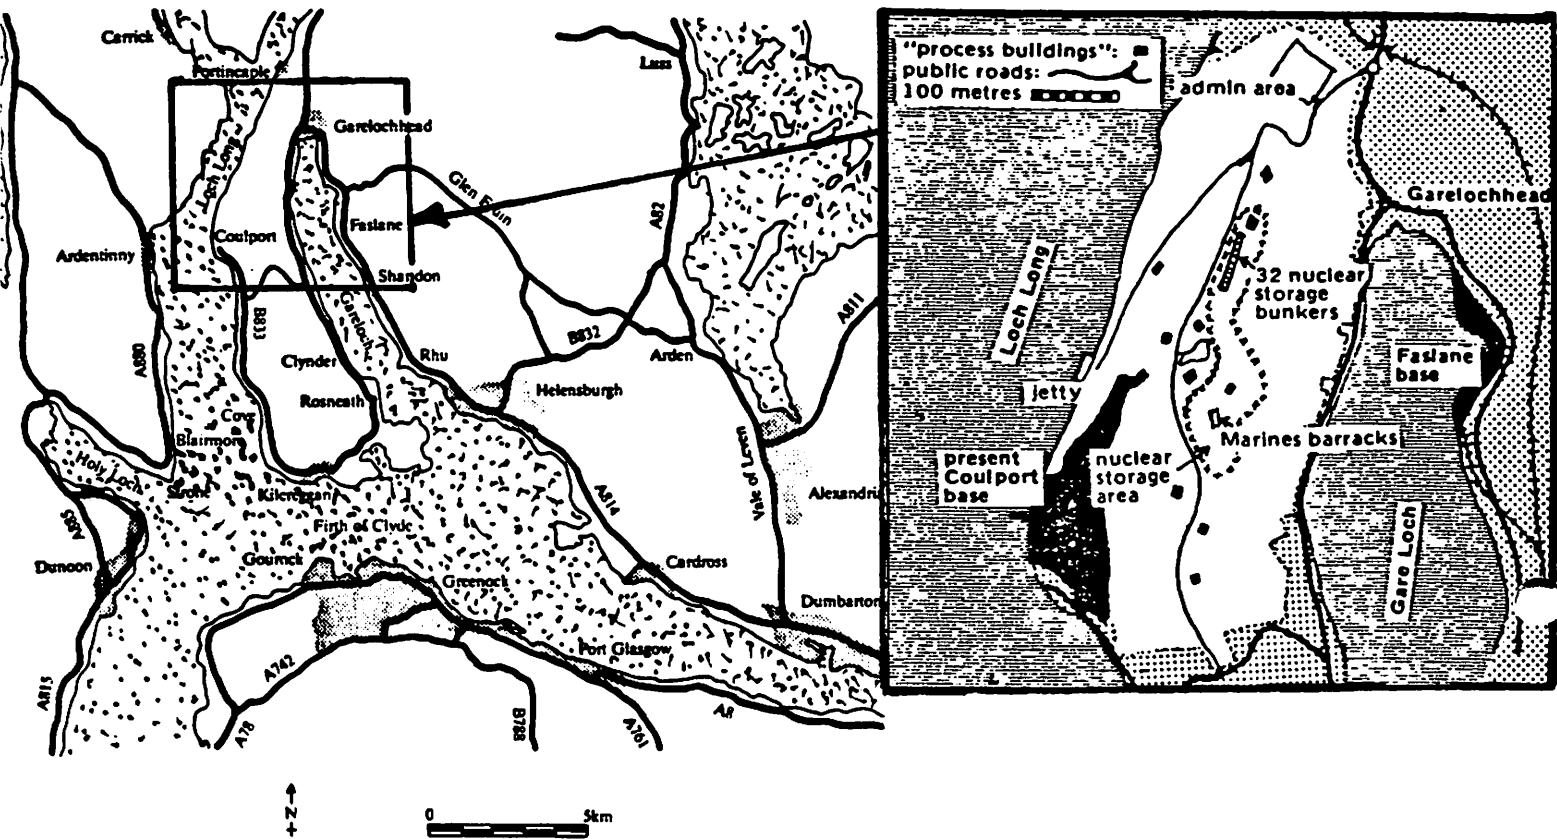 Carrick
Portincaple
Luss
Garelochhead
Loch Long
Glen Fruin
A82
Faslane
Coulport
Ardentinny
Shandon
Gareloch
A811
B833
B832
A880
Clynder
Rhu
Arden
Helensburgh
Rosneath
Cove
Blairmore
Holy Loch
Strone
Kilcreggan
Vale of Leven
Alexandri
A814
A885
Firth of Clyde
Dunoon
Gourock
Greenock
Cardross
Dumbarton
Port Glasgow
A742
A815
A78
B788
A761
A8
N
0 5km
"process buildings":
public roads:
100 metres
admin area
Garelochhead
Loch Long
32 nuclear
storage
bunkers
Faslane
base
Jetty
Marines barracks
present
Coulport
base
nuclear
storage
area
Gare Loch